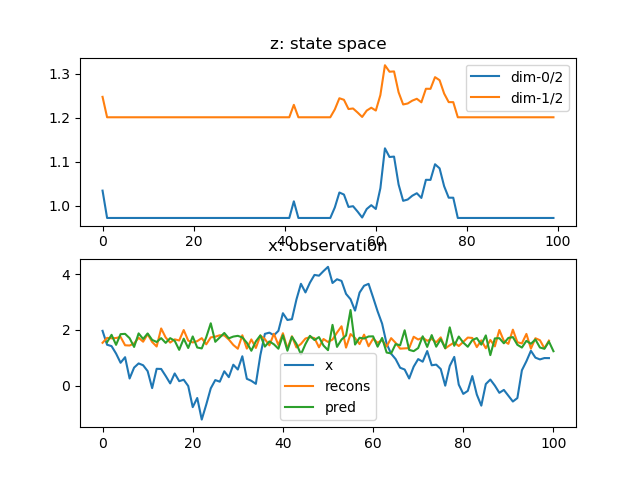 z: state space
1.3
1.2
1.1
1.0
dim-0/2
dim-1/2
0 20 40 60 80 100
x: observation
4
2
0
x
recons
pred
0 20 40 60 80 100